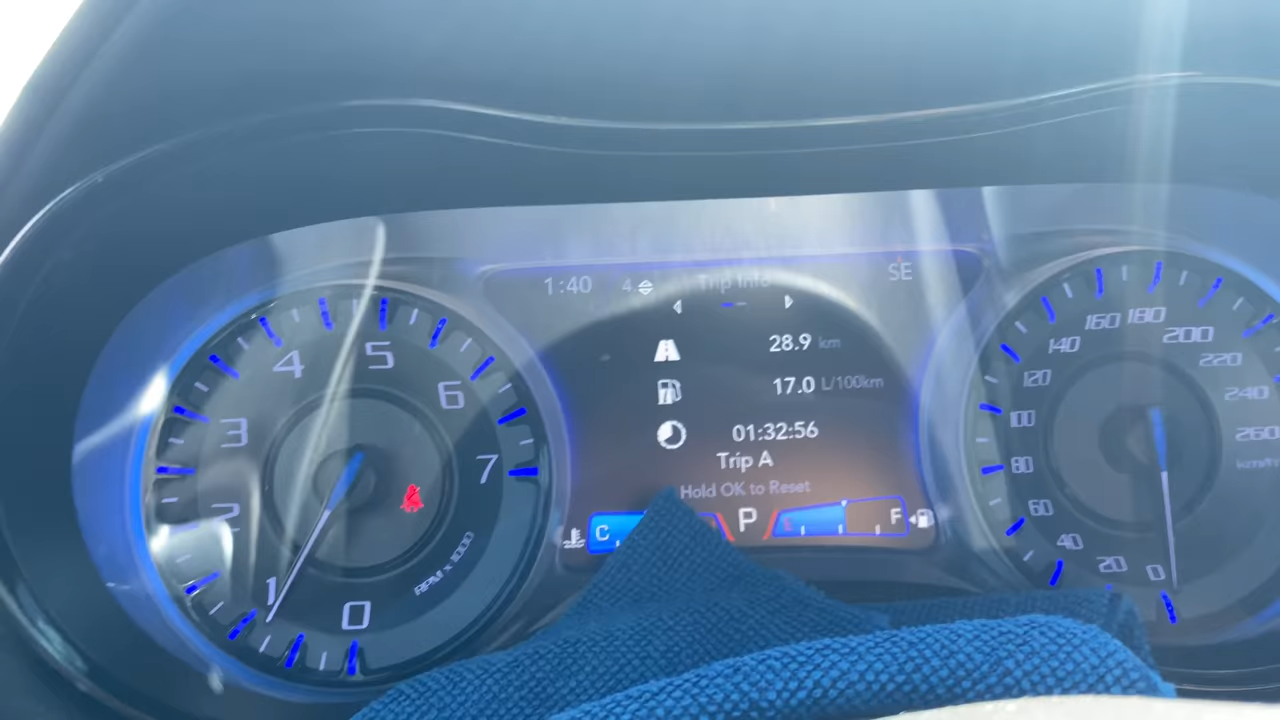 1:40 4. Trip Info SE
28.9 km
17.0 L/100km
01:32:56
Trip A
Hold OK to Reset
C P F
0 1 2 3 4 5 6 7
RPM x 1000
0 20 40 60 80 100 120 140 160 180 200 220 240 260
km/h